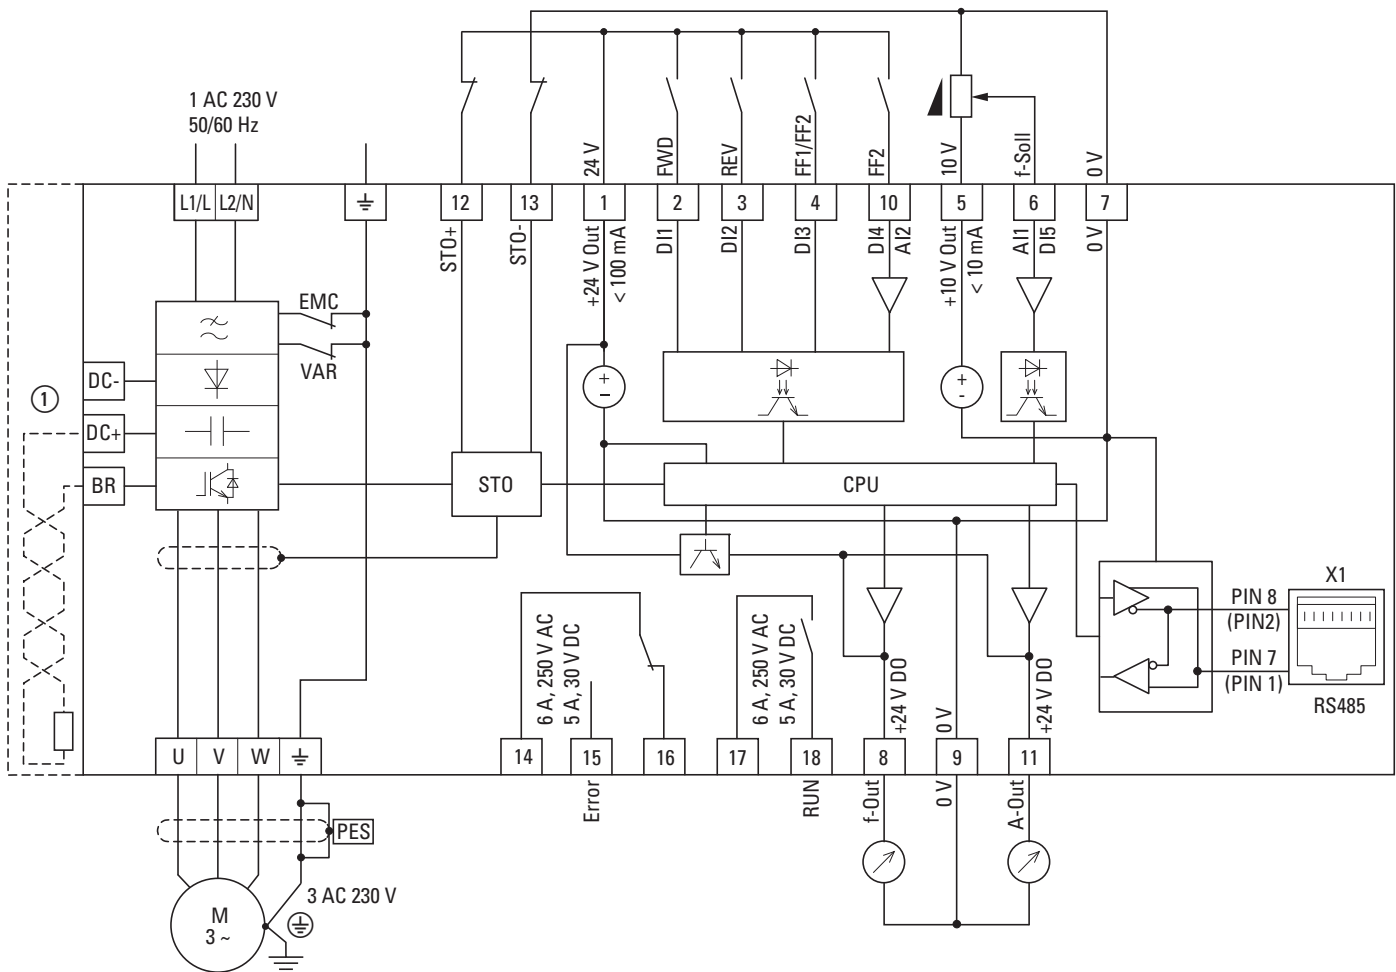 1 AC 230 V
50/60 Hz
24 V
FWD
REV
FF1/FF2
FF2
10 V
f-Soll
0 V
L1/L
L2/N
12
13
1
2
3
4
10
5
6
7
STO+
STO-
+24 V Out
< 100 mA
DI1
DI2
DI3
DI4
AI2
+10 V Out
< 10 mA
AI1
DI5
0 V
EMC
VAR
1
DC-
DC+
BR
+
–
+
-
STO
CPU
X1
PIN 8
(PIN2)
PIN 7
(PIN 1)
RS485
6 A, 250 V AC
5 A, 30 V DC
6 A, 250 V AC
5 A, 30 V DC
+24 V DO
0 V
+24 V DO
U
V
W
14
15
16
17
18
8
9
11
Error
RUN
f-Out
0 V
A-Out
PES
3 AC 230 V
M
3 ~